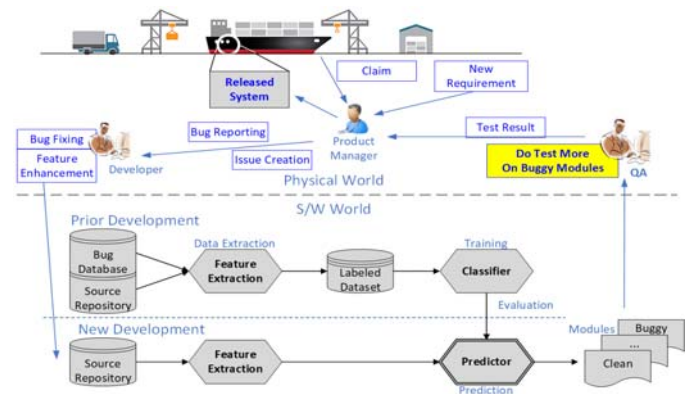 Claim
New
Requirement
Released
System
Bug Reporting
Product
Manager
Test Result
Bug Fixing
Feature
Enhancement
Developer
Issue Creation
Do Test More
On Buggy Modules
QA
Physical World
S/W World
Prior Development
Bug
Database
Source
Repository
Data Extraction
Feature
Extraction
Labeled
Dataset
Training
Classifier
Evaluation
New Development
Source
Repository
Feature
Extraction
Predictor
Prediction
Modules
Buggy
...
Clean